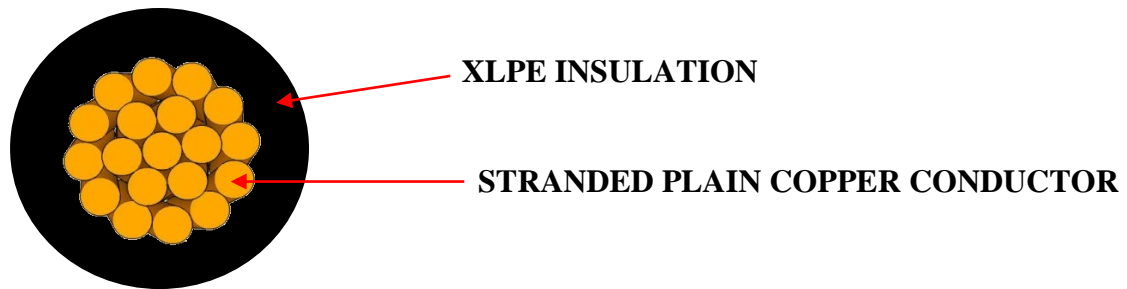 XLPE INSULATION
STRANDED PLAIN COPPER CONDUCTOR